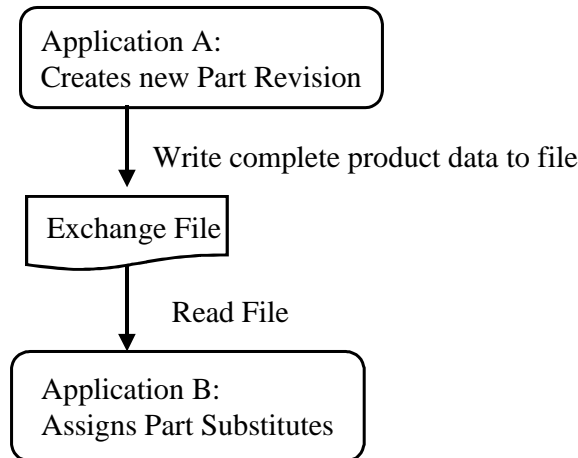 Application A:
Creates new Part Revision
Write complete product data to file
Exchange File
Read File
Application B:
Assigns Part Substitutes